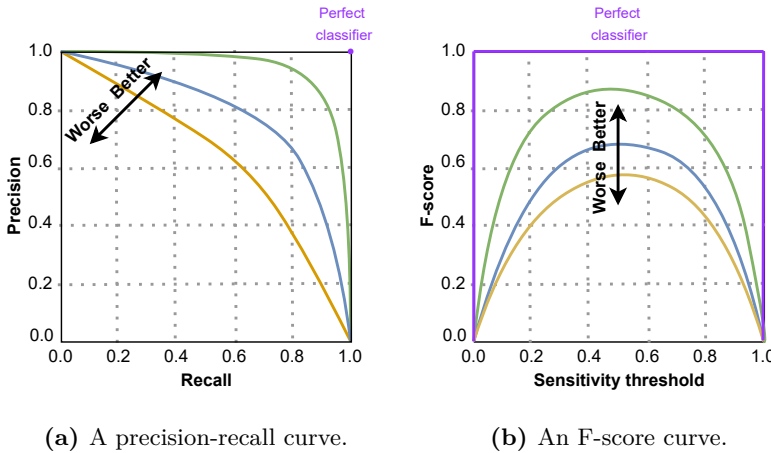 Perfect
classifier
1.0
0.8
0.6
0.4
0.2
0.0
0.0
0.2
0.4
0.6
0.8
1.0
Precision
Recall
Worse Better
(a) A precision-recall curve.
Perfect
classifier
1.0
0.8
0.6
0.4
0.2
0.0
0.0
0.2
0.4
0.6
0.8
1.0
F-score
Sensitivity threshold
Worse Better
(b) An F-score curve.